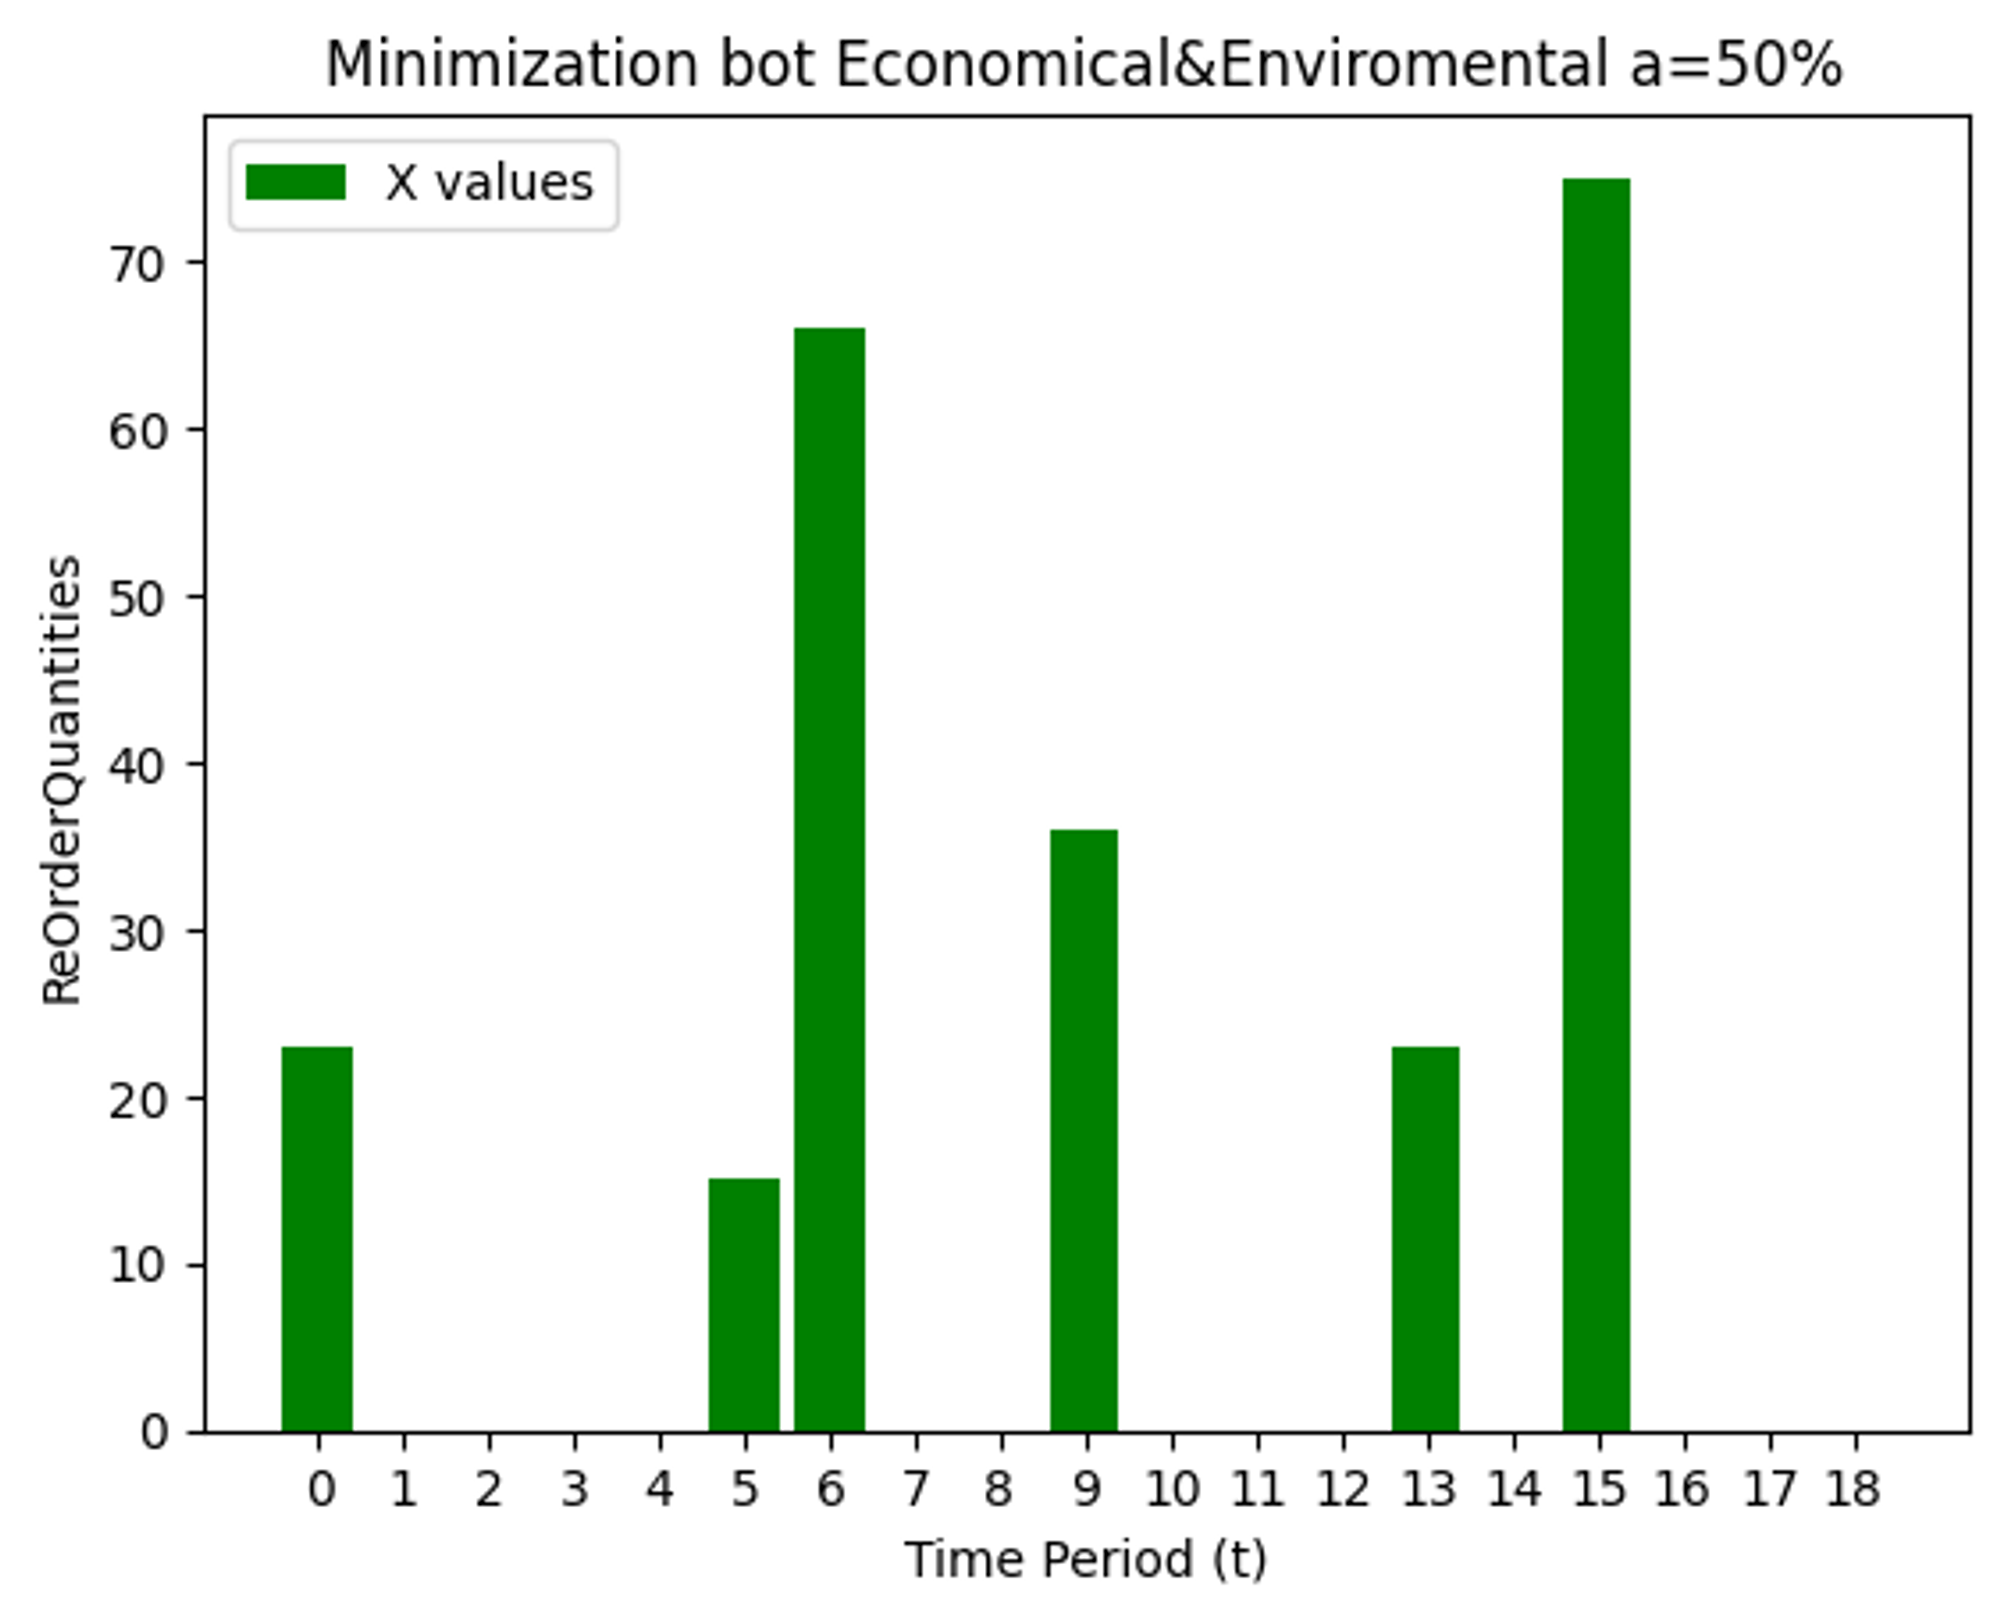 Minimization bot Economical&Enviromental a=50%
X values
70
60
50
40
30
20
10
0
ReOrderQuantities
0 1 2 3 4 5 6 7 8 9 10 11 12 13 14 15 16 17 18
Time Period (t)